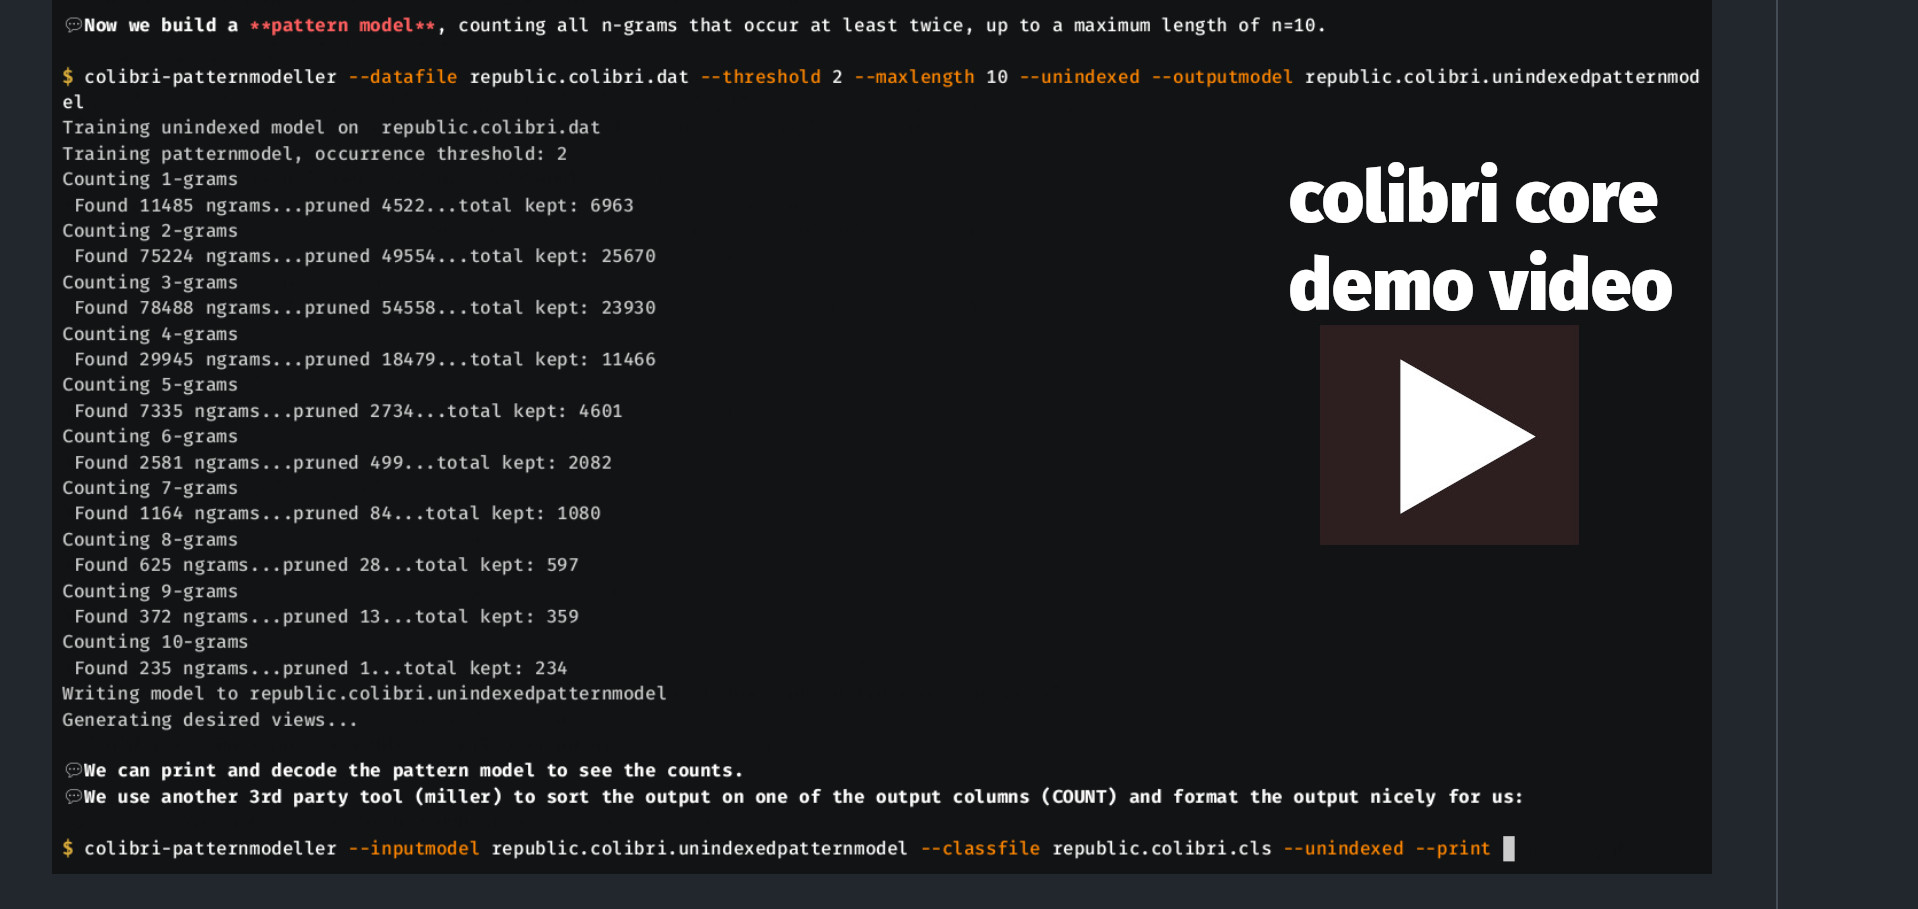 💬Now we build a **pattern model**, counting all n-grams that occur at least twice, up to a maximum length of n=10.
$ colibri-patternmodeller --datafile republic.colibri.dat --threshold 2 --maxlength 10 --unindexed --outputmodel republic.colibri.unindexedpatternmod
el
Training unindexed model on  republic.colibri.dat
Training patternmodel, occurrence threshold: 2
Counting 1-grams
 Found 11485 ngrams...pruned 4522...total kept: 6963
Counting 2-grams
 Found 75224 ngrams...pruned 49554...total kept: 25670
Counting 3-grams
 Found 78488 ngrams...pruned 54558...total kept: 23930
Counting 4-grams
 Found 29945 ngrams...pruned 18479...total kept: 11466
Counting 5-grams
 Found 7335 ngrams...pruned 2734...total kept: 4601
Counting 6-grams
 Found 2581 ngrams...pruned 499...total kept: 2082
Counting 7-grams
 Found 1164 ngrams...pruned 84...total kept: 1080
Counting 8-grams
 Found 625 ngrams...pruned 28...total kept: 597
Counting 9-grams
 Found 372 ngrams...pruned 13...total kept: 359
Counting 10-grams
 Found 235 ngrams...pruned 1...total kept: 234
Writing model to republic.colibri.unindexedpatternmodel
Generating desired views...
💬We can print and decode the pattern model to see the counts.
💬We use another 3rd party tool (miller) to sort the output on one of the output columns (COUNT) and format the output nicely for us:
$ colibri-patternmodeller --inputmodel republic.colibri.unindexedpatternmodel --classfile republic.colibri.cls --unindexed --print
colibri core
demo video